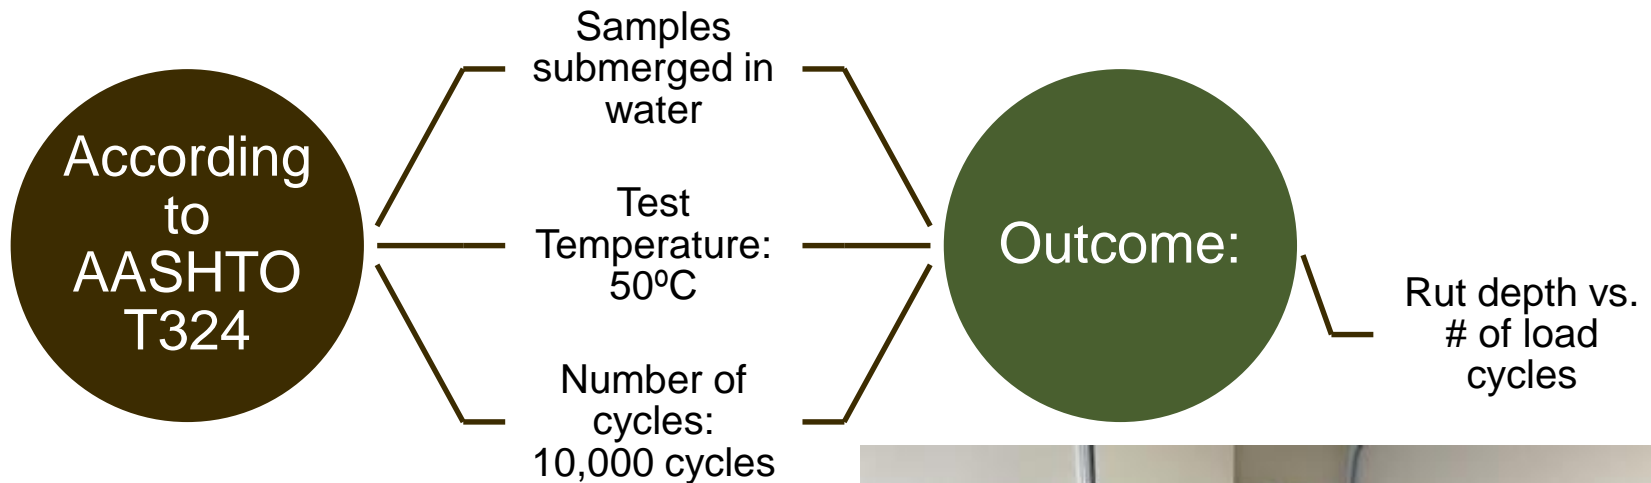 According
to
AASHTO
T324
Samples
submerged in
water
Test
Temperature:
50ºC
Number of
cycles:
10,000 cycles
Outcome:
Rut depth vs.
# of load
cycles